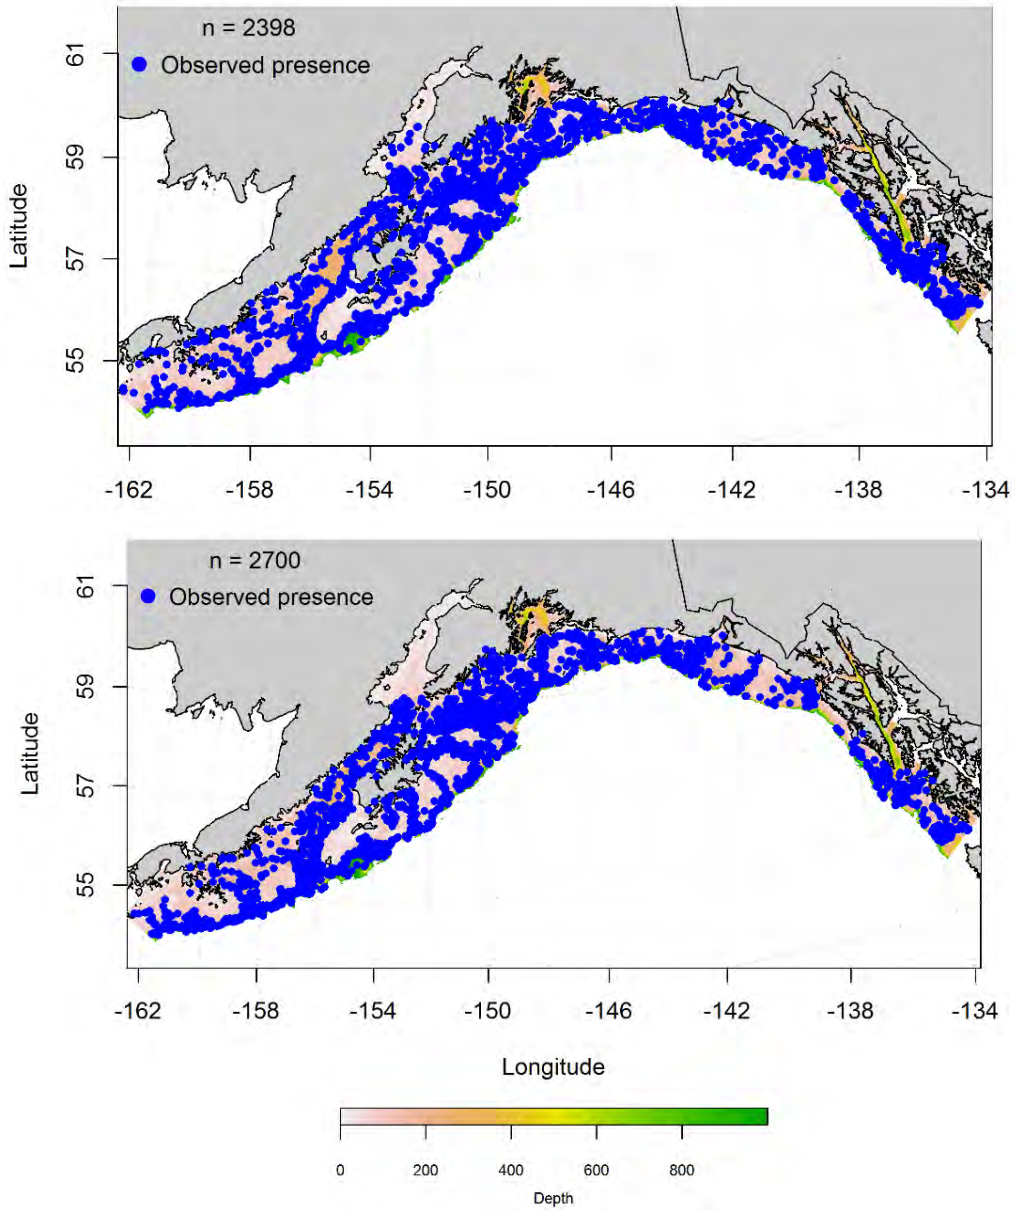 n = 2398
Observed presence
61
59
57
55
Latitude
-162 -158 -154 -150 -146 -142 -138 -134
n = 2700
Observed presence
61
59
57
55
Latitude
-162 -158 -154 -150 -146 -142 -138 -134
Longitude
0 200 400 600 800
Depth